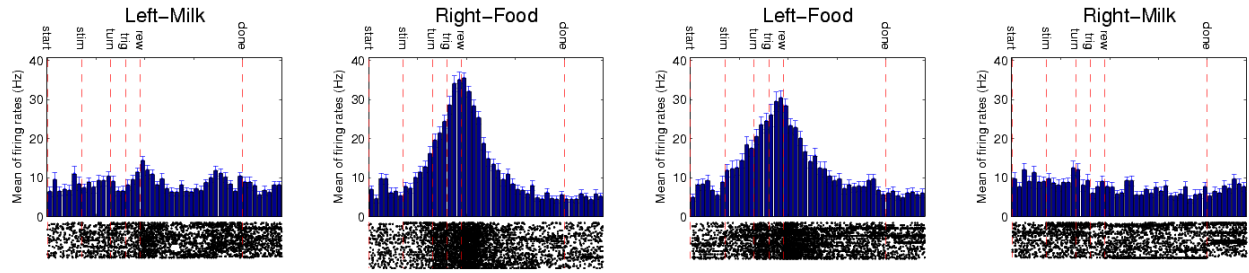 Left-Milk
start
stim
turn
trig
rew
done
Mean of firing rates (Hz)
40
30
20
10
0
Right-Food
start
stim
turn
trig
rew
done
Mean of firing rates (Hz)
40
30
20
10
0
Left-Food
start
stim
turn
trig
rew
done
Mean of firing rates (Hz)
40
30
20
10
0
Right-Milk
start
stim
turn
trig
rew
done
Mean of firing rates (Hz)
40
30
20
10
0